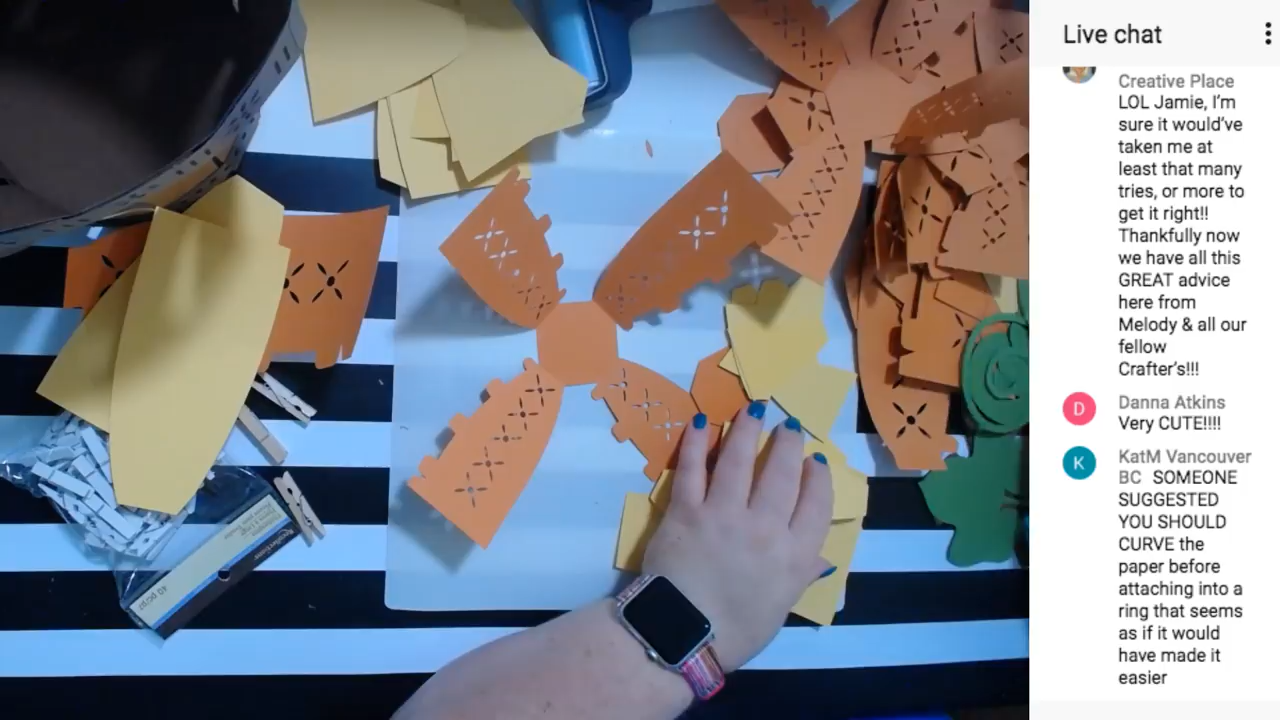 Live chat
Creative Place
LOL Jamie, I'm
sure it would've
taken me at
least that many
tries, or more to
get it right!!
Thankfully now
we have all this
GREAT advice
here from
Melody & all our
fellow
Crafter's!!!
D
Danna Atkins
Very CUTE!!!!
K
KatM Vancouver
BC SOMEONE
SUGGESTED
YOU SHOULD
CURVE the
paper before
attaching into a
ring that seems
as if it would
have made it
easier